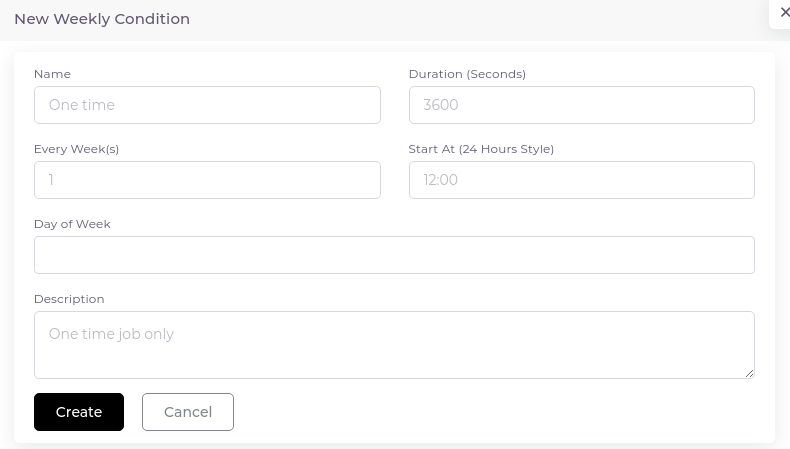 New Weekly Condition
Name
Duration (Seconds)
One time
3600
Every Week(s)
Start At (24 Hours Style)
1
12:00
Day of Week
Description
One time job only
Create
Cancel